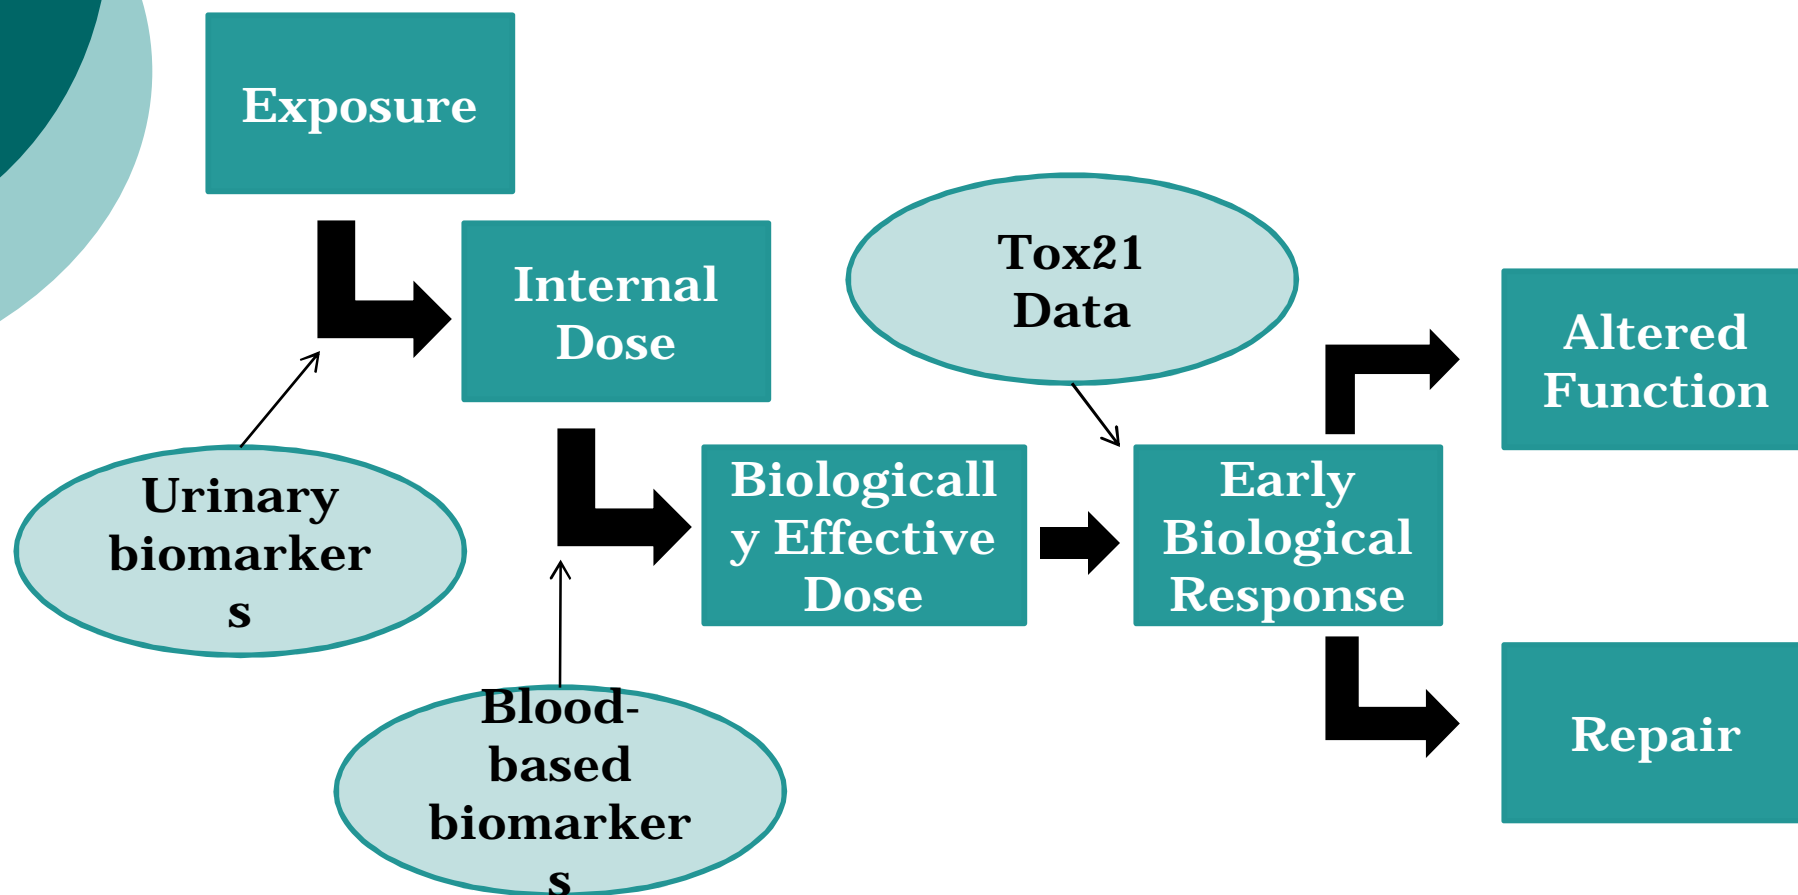 Exposure
Internal
Dose
Tox21
Data
Altered
Function
Urinary
biomarker
s
Biologicall
y Effective
Dose
Early
Biological
Response
Blood-
based
biomarker
s
Repair